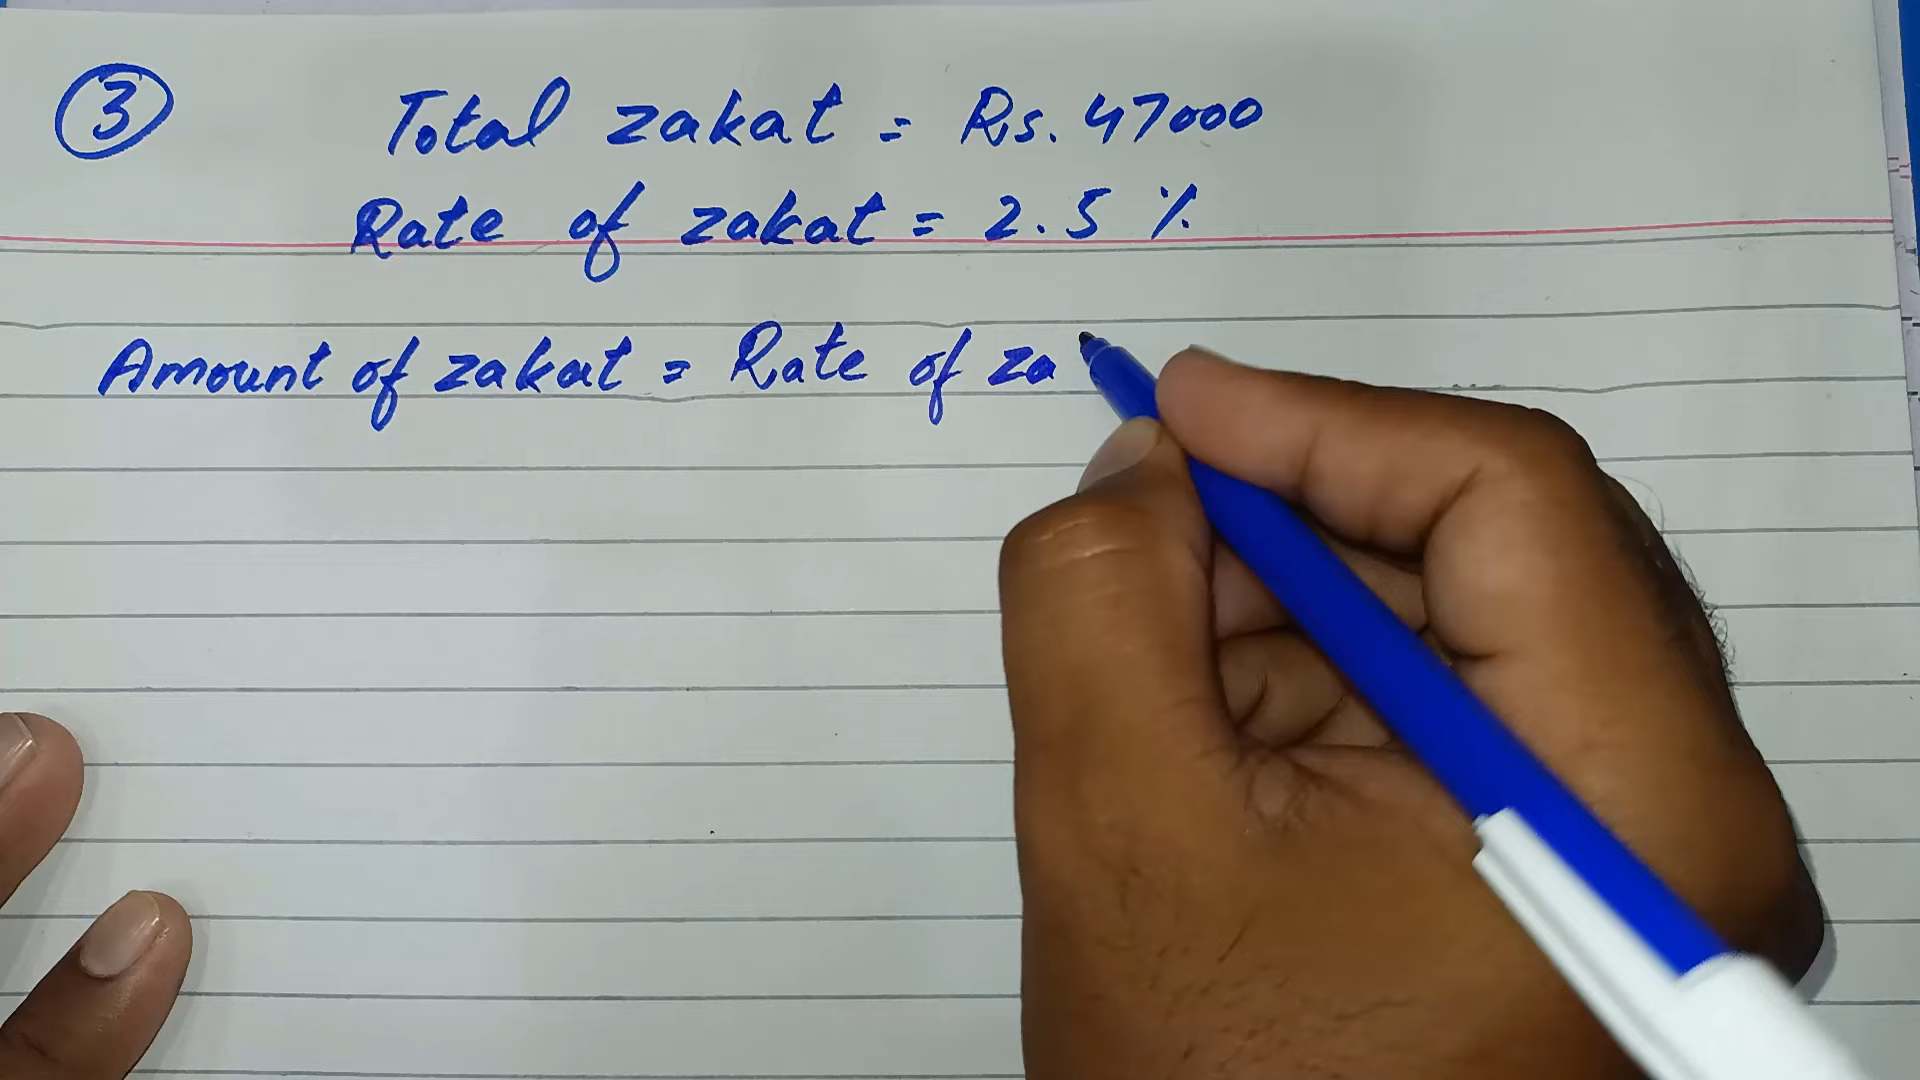 3 Total zakat = Rs. 47000
Rate of zakat = 2.5 %
Amount of zakat = Rate of za